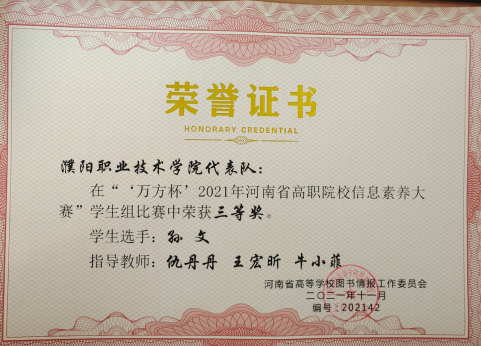 荣誉证书
HONORARY CREDENTIAL
濮阳职业技术学院代表队：
在“‘万方杯’2021年河南省高职院校信息素养大
赛”学生组比赛中荣获三等奖。
学生选手：孙 文
指导教师：仇丹丹 王宏昕 牛小菲
河南省高等学校图书情报工作委员会
二〇二一年十一月
编号：202142